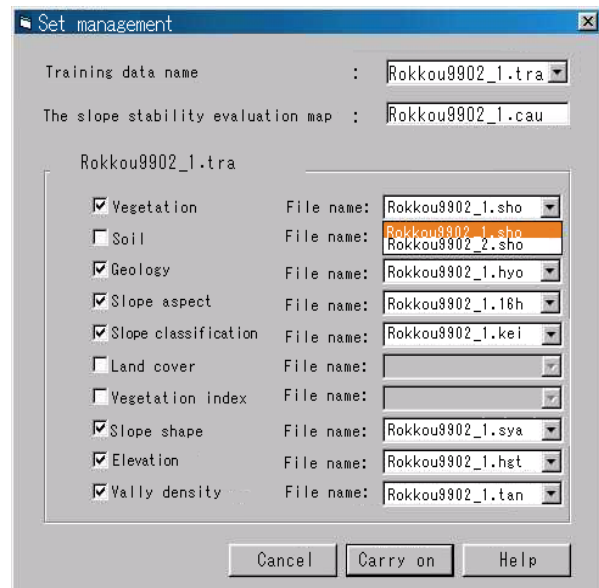 Set management
Training data name : Rokkou9902_1.tra
The slope stability evaluation map : Rokkou9902_1.cau
Rokkou9902_1.tra
Vegetation File name: Rokkou9902_1.sho
Soil File name: Rokkou9902_1.sho
Rokkou9902_2.sho
Geology File name: Rokkou9902_1.hyo
Slope aspect File name: Rokkou9902_1.16h
Slope classification File name: Rokkou9902_1.kei
Land cover File name:
Vegetation index File name:
Slope shape File name: Rokkou9902_1.sya
Elevation File name: Rokkou9902_1.hgt
Vally density File name: Rokkou9902_1.tan
Cancel Carry on Help